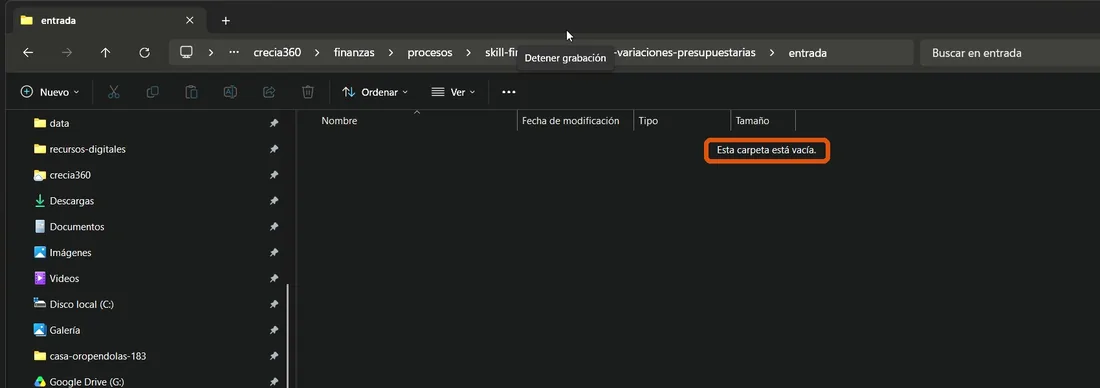 entrada
crecia360 > finanzas > procesos > skill-fin -variaciones-presupuestarias > entrada
Buscar en entrada
Detener grabación
Nuevo
Ordenar
Ver
Nombre
Fecha de modificación
Tipo
Tamaño
Esta carpeta está vacía.
data
recursos-digitales
crecia360
Descargas
Documentos
Imágenes
Videos
Disco local (C:)
Galería
casa-oropendolas-183
Google Drive (G:)